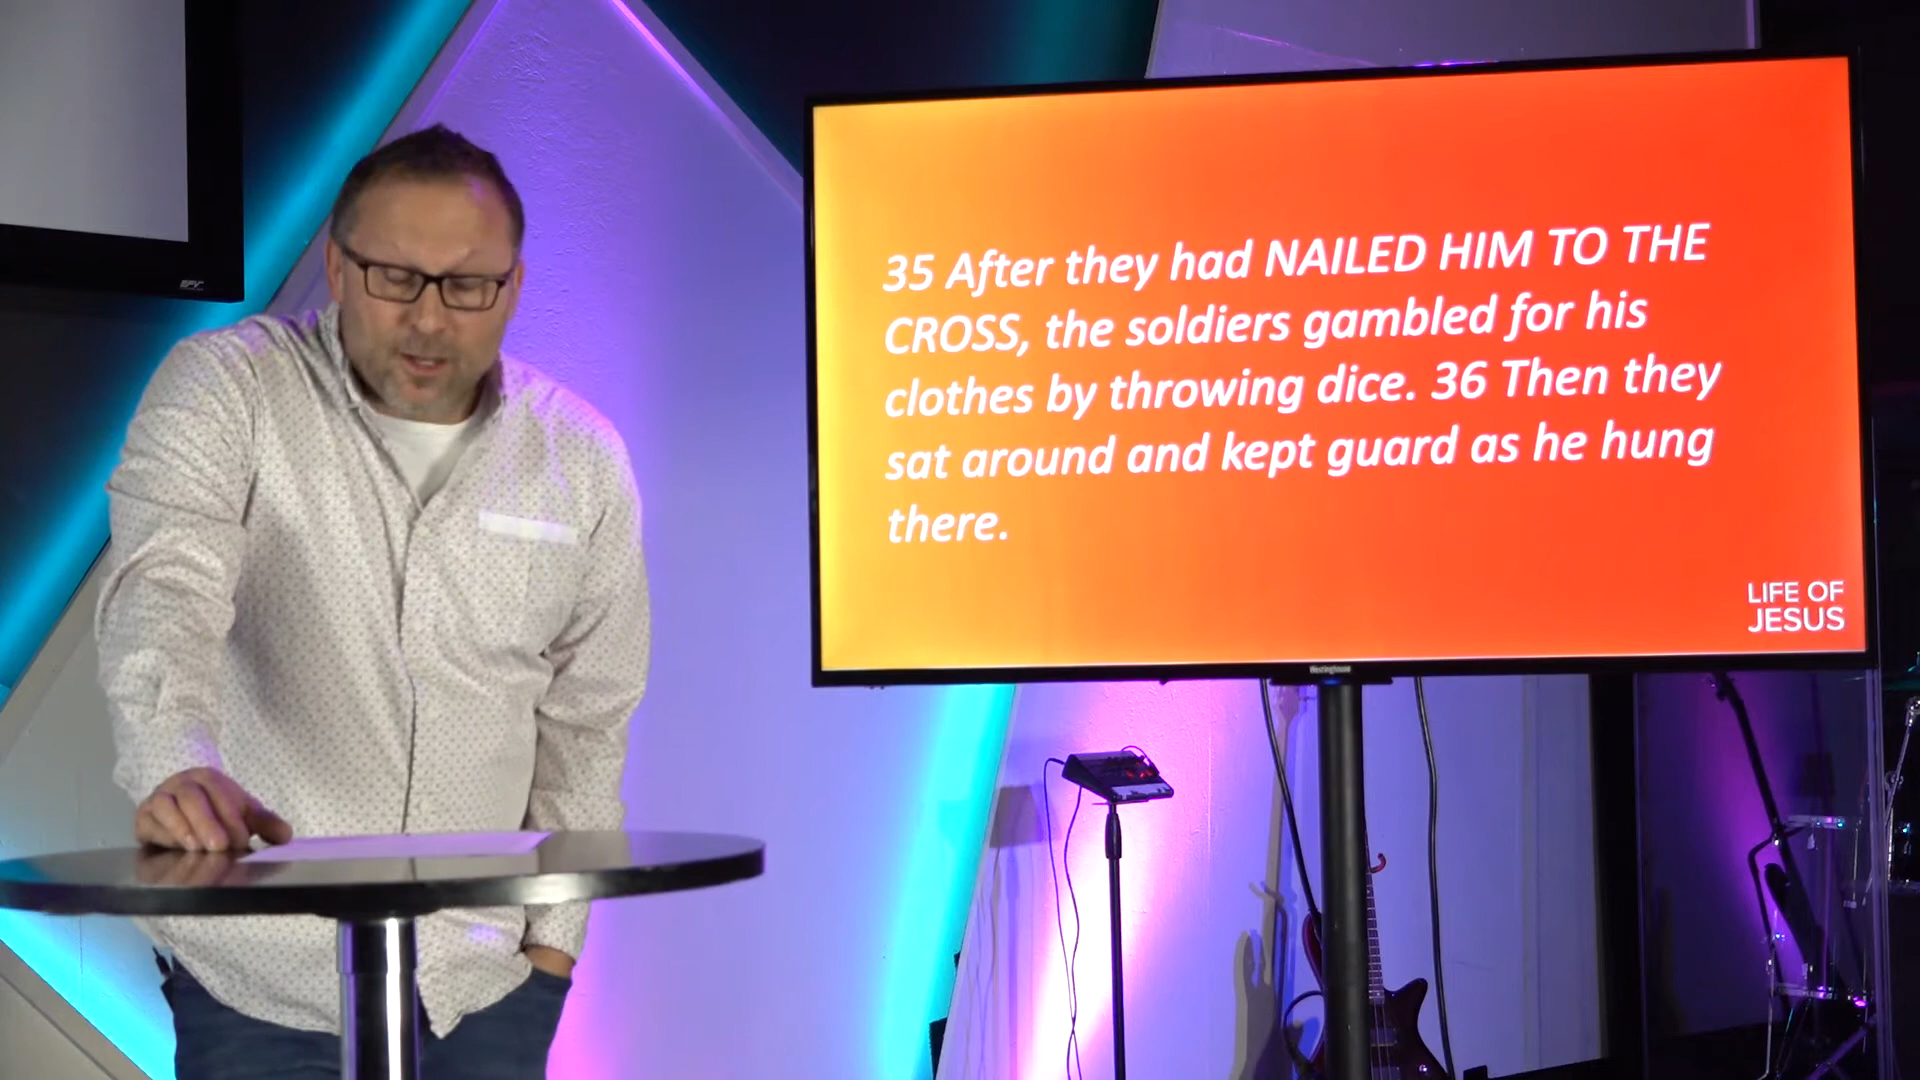 35 After they had NAILED HIM TO THE
CROSS, the soldiers gambled for his
clothes by throwing dice. 36 Then they
sat around and kept guard as he hung
there.
LIFE OF
JESUS
Westinghouse